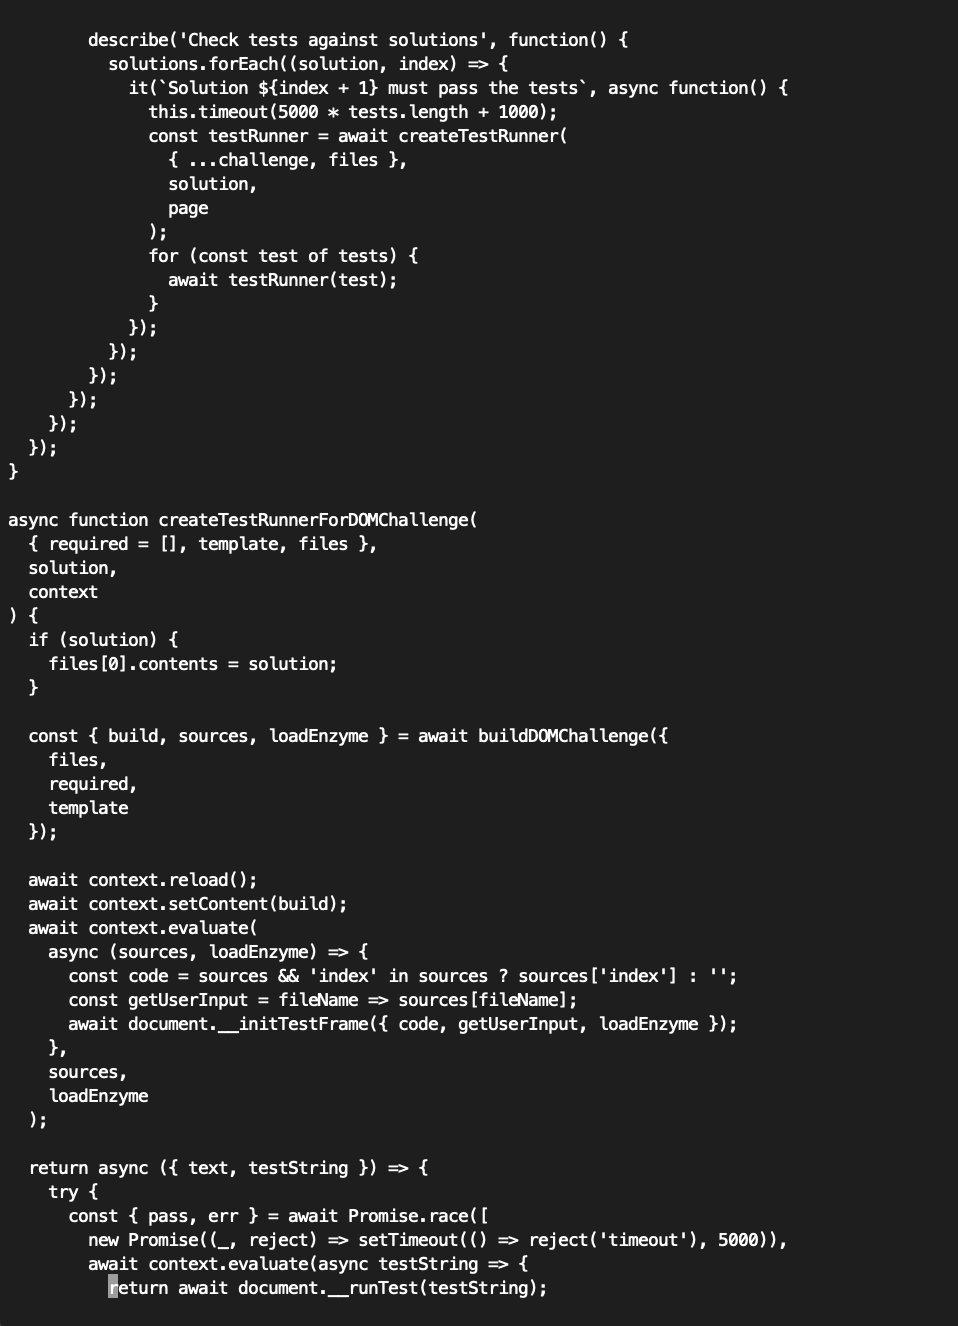 describe('Check tests against solutions', function() {
          solutions.forEach((solution, index) => {
            it(`Solution ${index + 1} must pass the tests`, async function() {
              this.timeout(5000 * tests.length + 1000);
              const testRunner = await createTestRunner(
                { ...challenge, files },
                solution,
                page
              );
              for (const test of tests) {
                await testRunner(test);
              }
            });
          });
        });
      });
    });
  });
}

async function createTestRunnerForDOMChallenge(
  { required = [], template, files },
  solution,
  context
) {
  if (solution) {
    files[0].contents = solution;
  }

  const { build, sources, loadEnzyme } = await buildDOMChallenge({
    files,
    required,
    template
  });

  await context.reload();
  await context.setContent(build);
  await context.evaluate(
    async (sources, loadEnzyme) => {
      const code = sources && 'index' in sources ? sources['index'] : '';
      const getUserInput = fileName => sources[fileName];
      await document.__initTestFrame({ code, getUserInput, loadEnzyme });
    },
    sources,
    loadEnzyme
  );

  return async ({ text, testString }) => {
    try {
      const { pass, err } = await Promise.race([
        new Promise((_, reject) => setTimeout(() => reject('timeout'), 5000)),
        await context.evaluate(async testString => {
          return await document.__runTest(testString);